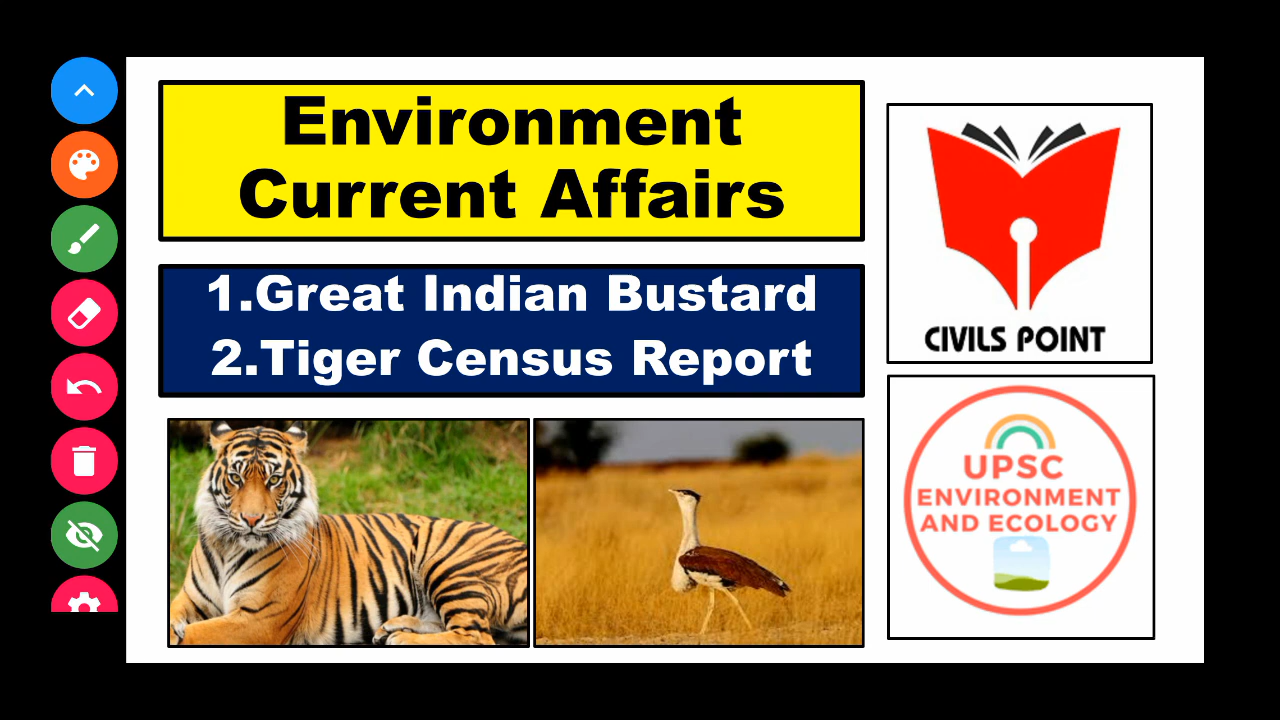 Environment
Current Affairs
1.Great Indian Bustard
2.Tiger Census Report
CIVILS POINT
UPSC
ENVIRONMENT
AND ECOLOGY